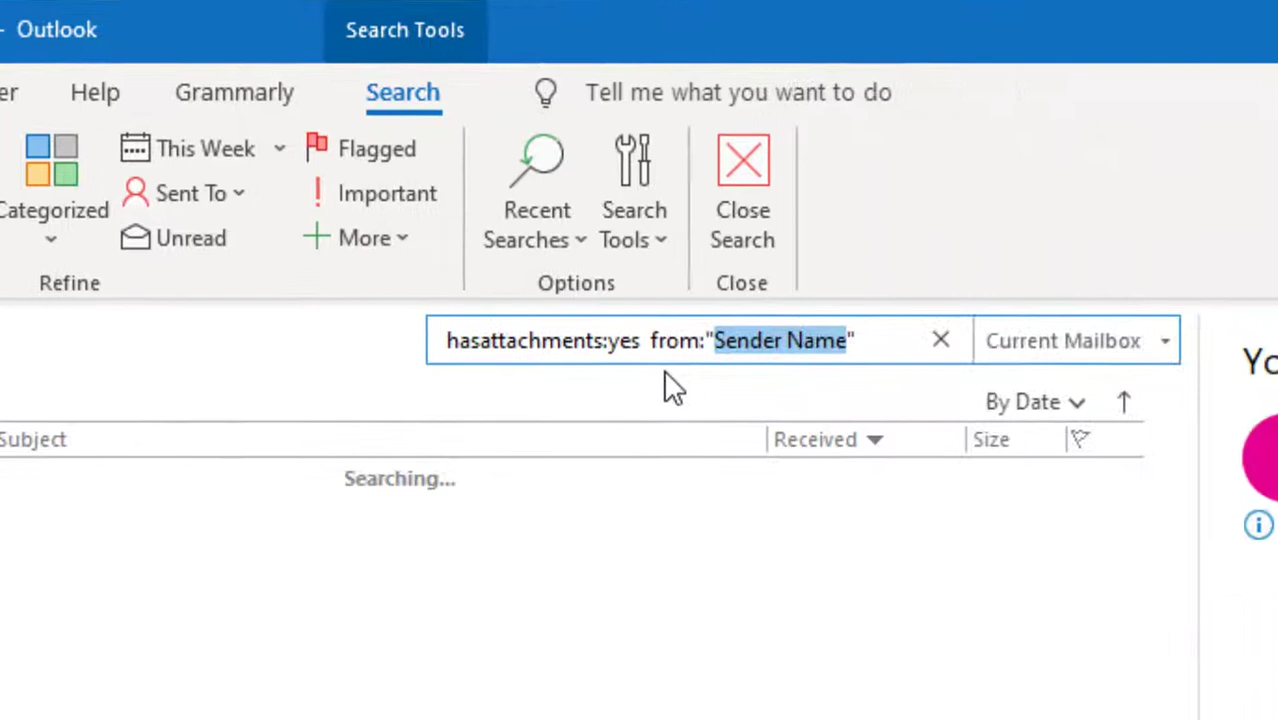 - Outlook
Search Tools
er Help Grammarly Search Tell me what you want to do
Categorized
This Week
Sent To
Unread
Flagged
Important
More
Refine
Recent
Searches
Search
Tools
Options
Close
Search
Close
hasattachments:yes from:"Sender Name"
Current Mailbox
By Date
Subject Received Size
Searching...
Yo